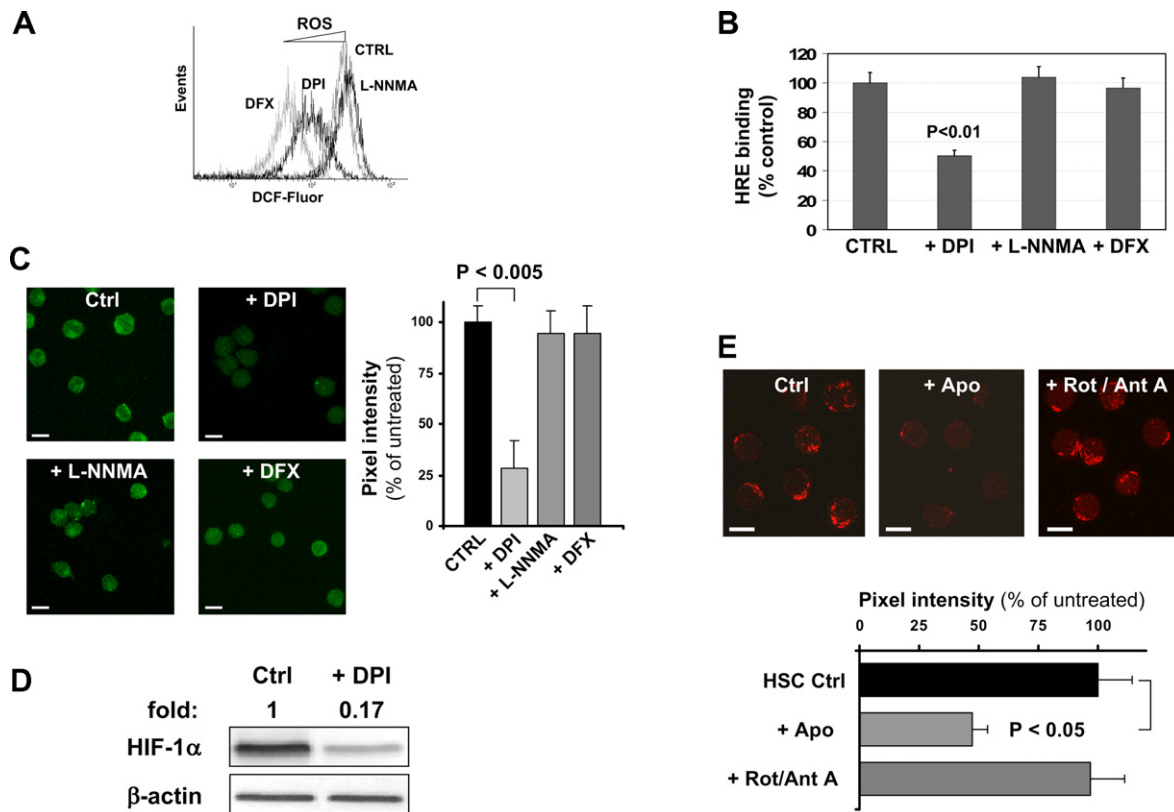 A
ROS
CTRL
DPI
L-NNMA
DFX
Events
10¹ 10² 10³
DCF-Fluor
B
HRE binding
(% control)
120
100
80
60
40
20
0
P<0.01
CTRL + DPI + L-NNMA + DFX
C
Ctrl + DPI
+ L-NNMA + DFX
P < 0.005
Pixel intensity
(% of untreated)
100
75
50
25
0
CTRL
+ DPI
+ L-NNMA
+ DFX
D
Ctrl + DPI
fold: 1 0.17
HIF-1α
β-actin
E
Ctrl + Apo + Rot / Ant A
Pixel intensity (% of untreated)
0 25 50 75 100
HSC Ctrl
+ Apo P < 0.05
+ Rot/Ant A